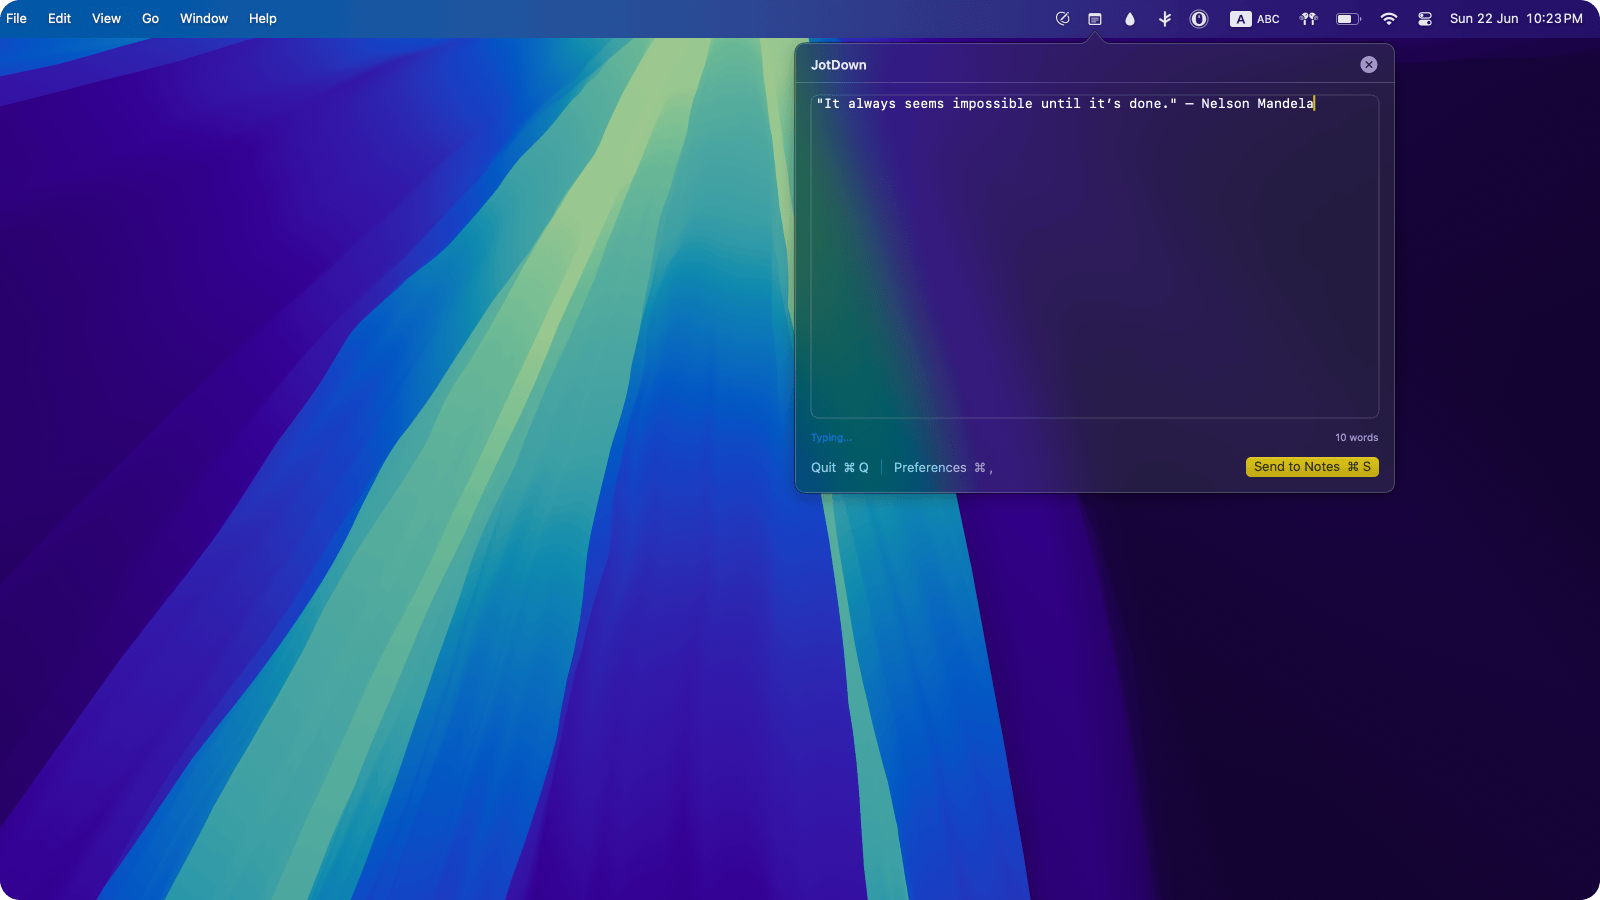 File Edit View Go Window Help A ABC Sun 22 Jun 10:23 PM
JotDown
"It always seems impossible until it's done." — Nelson Mandela
Typing... 10 words
Quit ⌘ Q Preferences ⌘ , Send to Notes ⌘ S